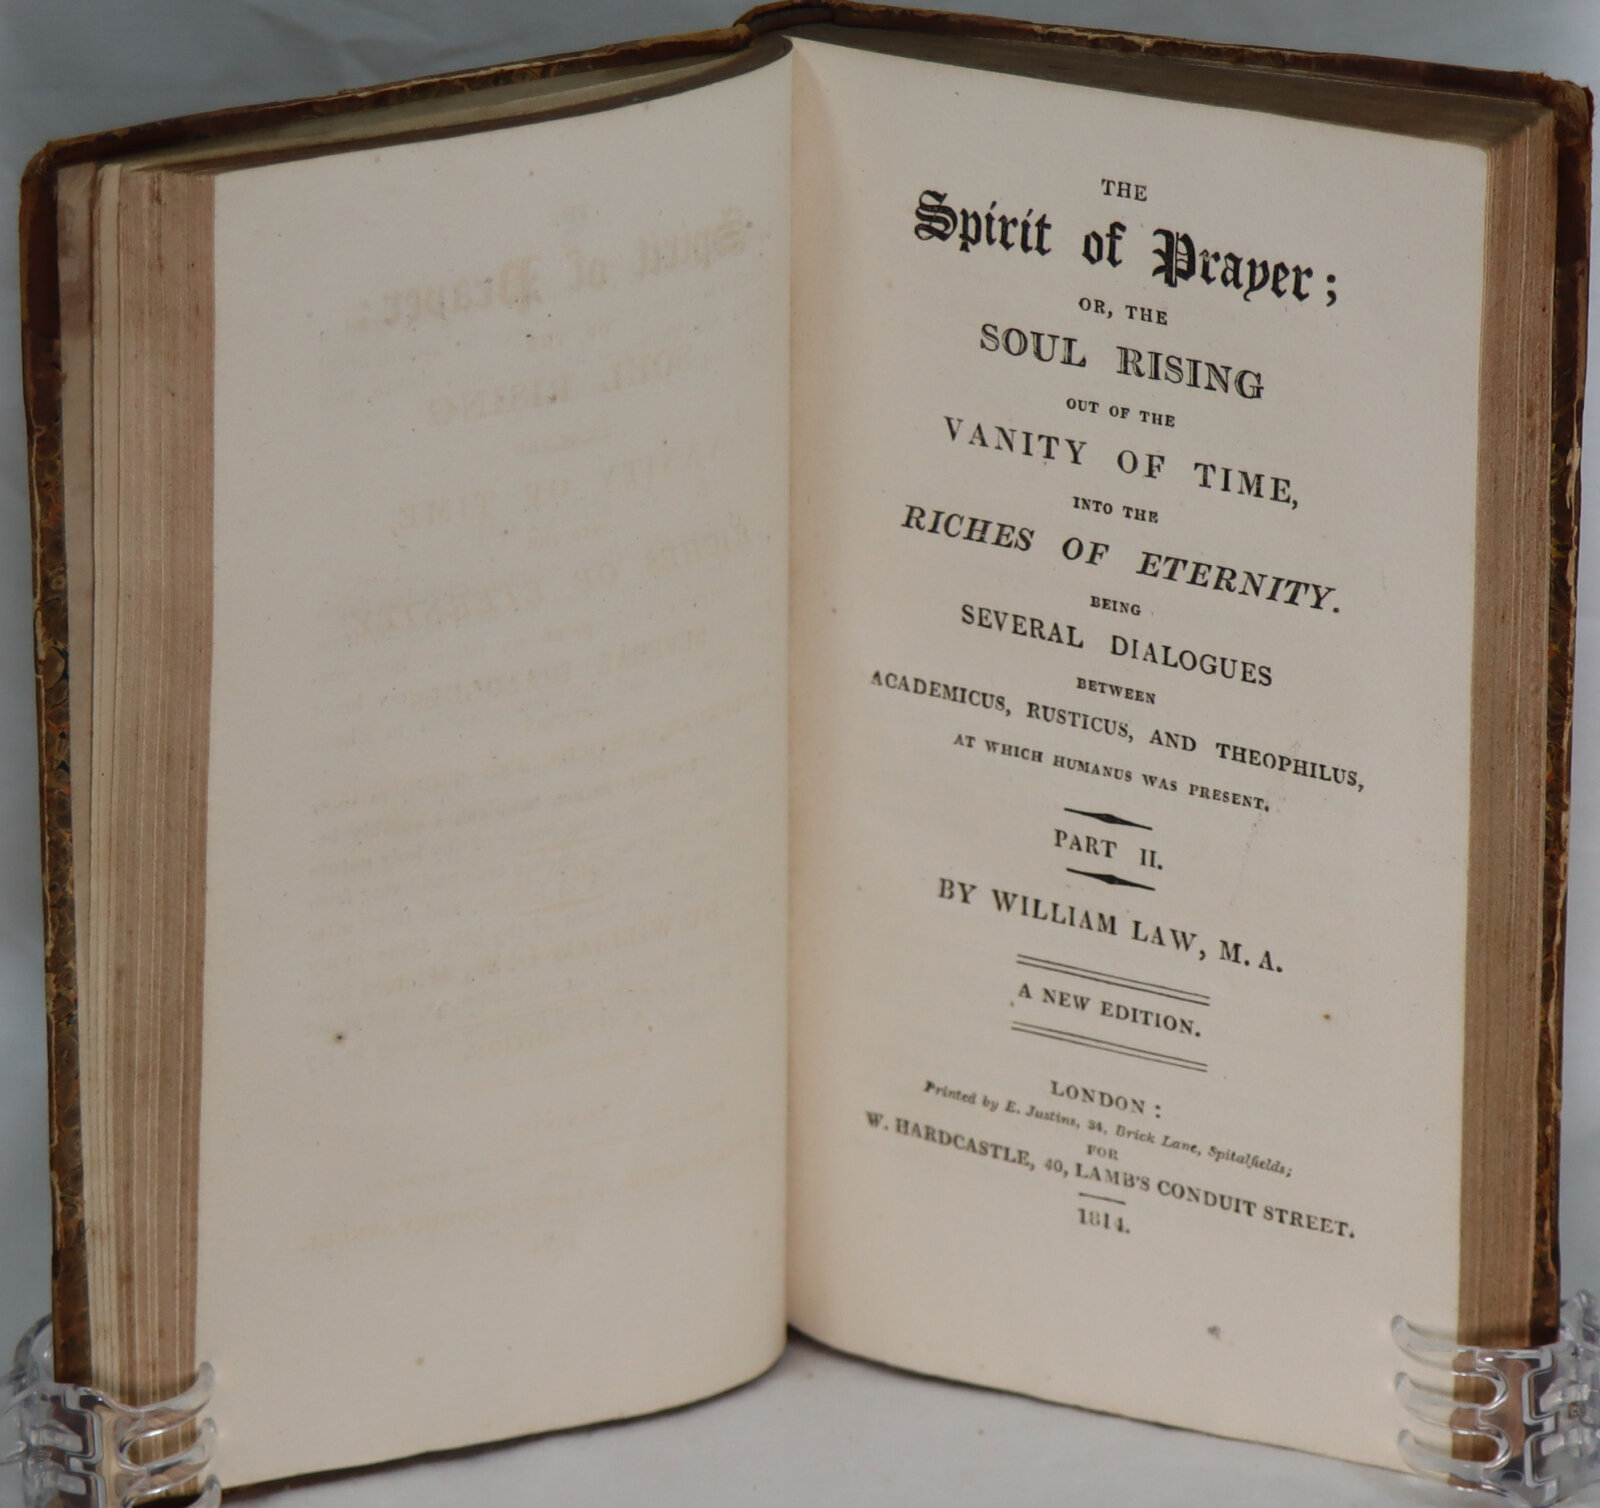 THE
Spirit of Prayer;
OR, THE
SOUL RISING
OUT OF THE
VANITY OF TIME,
INTO THE
RICHES OF ETERNITY.
BEING
SEVERAL DIALOGUES
BETWEEN
ACADEMICUS, RUSTICUS, AND THEOPHILUS,
AT WHICH HUMANUS WAS PRESENT.
PART II.
BY WILLIAM LAW, M. A.
A NEW EDITION.
LONDON:
Printed by E. Justins, 34, Brick Lane, Spitalfields;
FOR
W. HARDCASTLE, 40, LAMB'S CONDUIT STREET.
1814.